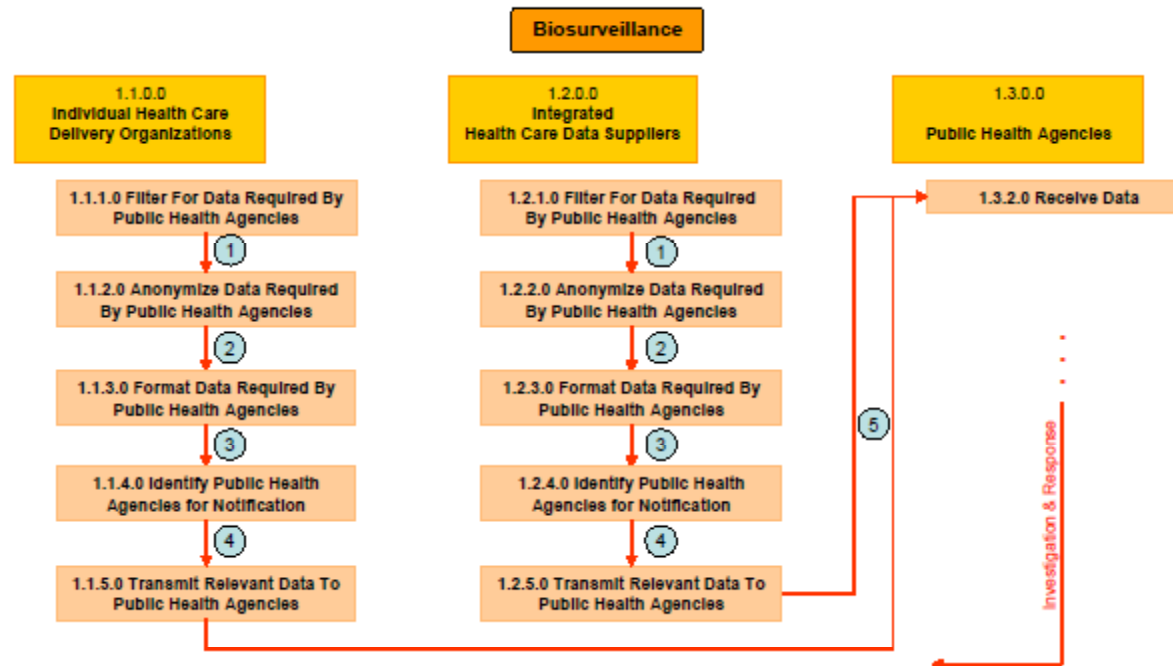 Biosurveillance
1.1.0.0
Individual Health Care
Delivery Organizations
1.2.0.0
Integrated
Health Care Data Suppliers
1.3.0.0
Public Health Agencies
1.1.1.0 Filter For Data Required By
Public Health Agencies
1
1.1.2.0 Anonymize Data Required
By Public Health Agencies
2
1.1.3.0 Format Data Required By
Public Health Agencies
3
1.1.4.0 Identify Public Health
Agencies for Notification
4
1.1.5.0 Transmit Relevant Data To
Public Health Agencies
1.2.1.0 Filter For Data Required
By Public Health Agencies
1
1.2.2.0 Anonymize Data Required
By Public Health Agencies
2
1.2.3.0 Format Data Required By
Public Health Agencies
3
1.2.4.0 Identify Public Health
Agencies for Notification
4
1.2.5.0 Transmit Relevant Data To
Public Health Agencies
5
1.3.2.0 Receive Data
Investigation & Response